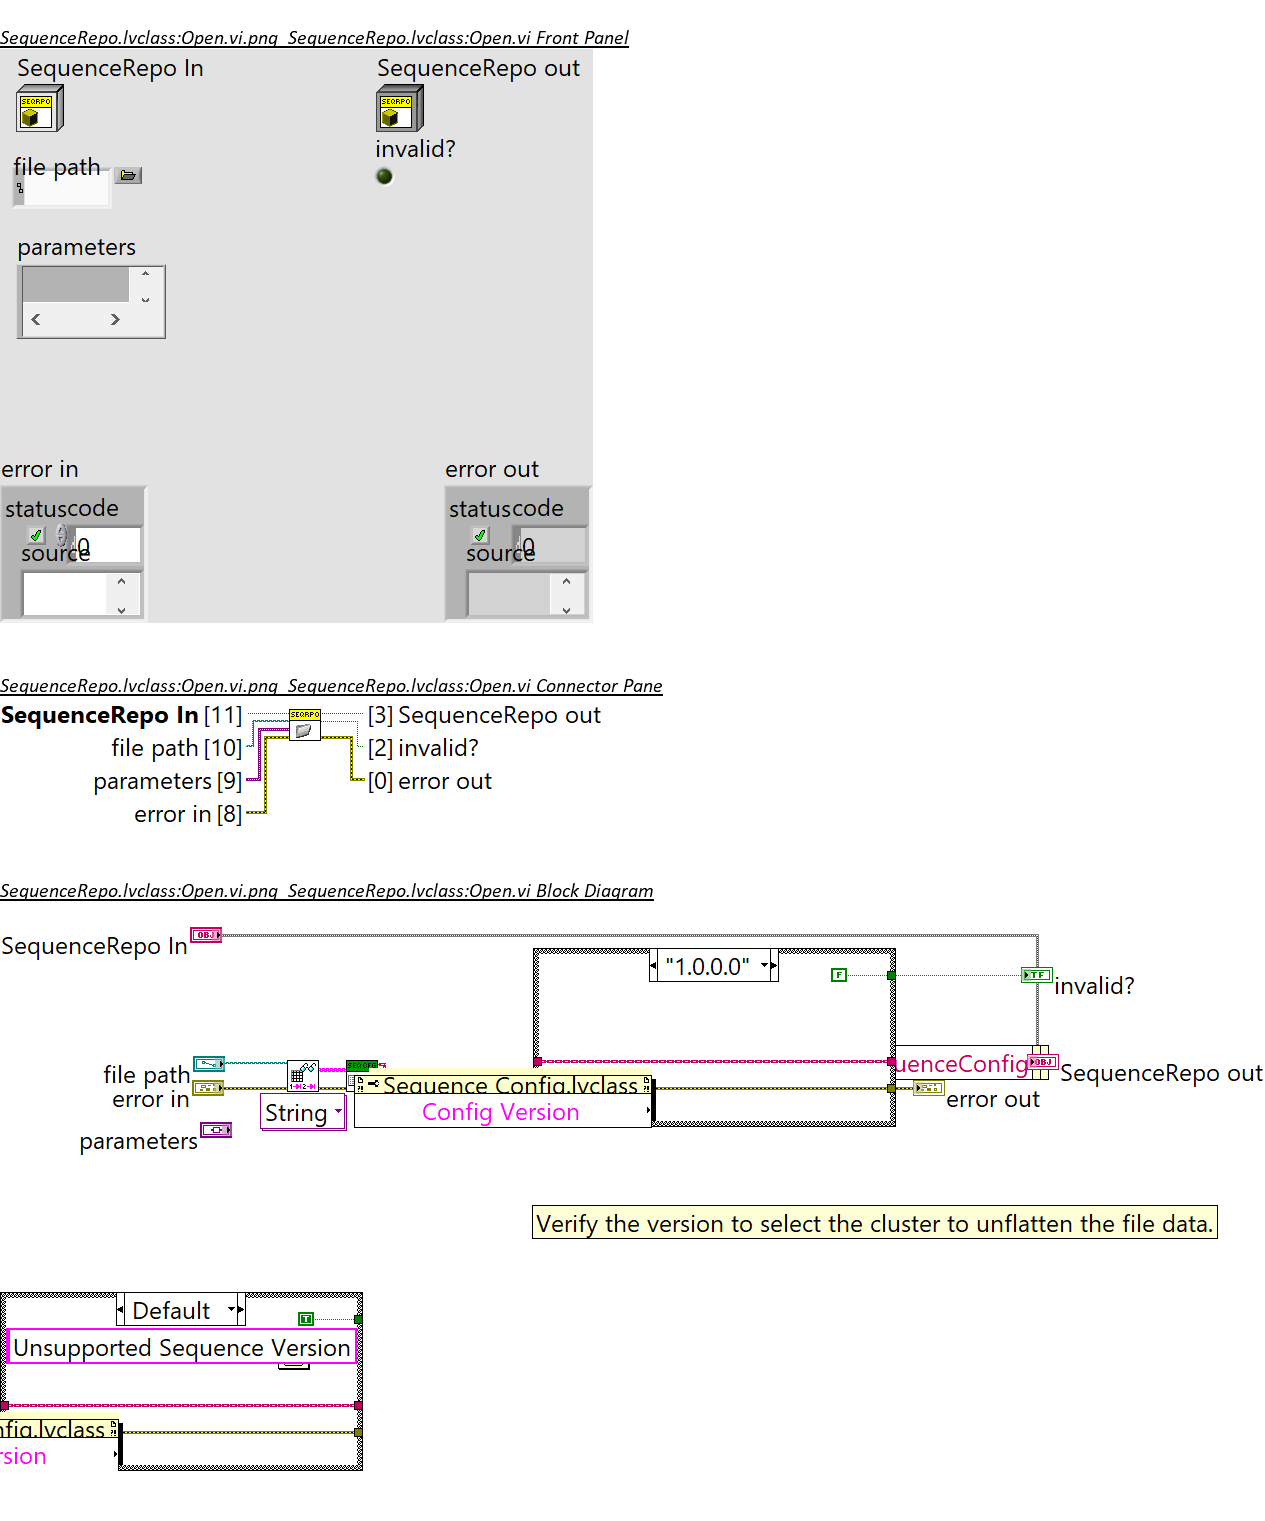 SequenceRepo.lvclass:Open.vi.png  SequenceRepo.lvclass:Open.vi Front Panel
SequenceRepo In
SequenceRepo out
SEQRPO
SEQRPO
invalid?
file path
parameters
error in
error out
status code
status code
0
0
source
source
SequenceRepo.lvclass:Open.vi.png  SequenceRepo.lvclass:Open.vi Connector Pane
SequenceRepo In [11]
SEQRPO
[3] SequenceRepo out
file path [10]
[2] invalid?
parameters [9]
[0] error out
error in [8]
SequenceRepo.lvclass:Open.vi.png  SequenceRepo.lvclass:Open.vi Block Diagram
SequenceRepo In
OBJ
"1.0.0.0"
F
TF
invalid?
file path
uenceConfig
OBJ
SequenceRepo out
error in
Sequence Config.lvclass
error out
String
Config Version
parameters
Verify the version to select the cluster to unflatten the file data.
Default
T
Unsupported Sequence Version
nfig.lvclass
rsion